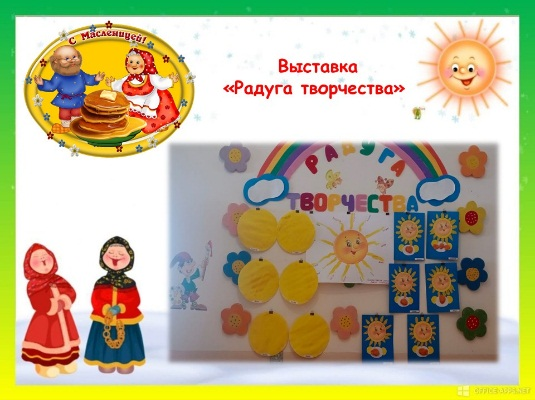 С Масленицей!
Выставка
«Радуга творчества»
РАДУГА
ТВОРЧЕСТВА